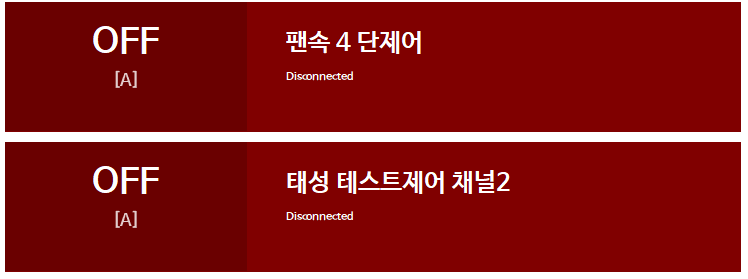 OFF
[A]
팬속 4 단제어
Disconnected
OFF
[A]
태성 테스트제어 채널2
Disconnected